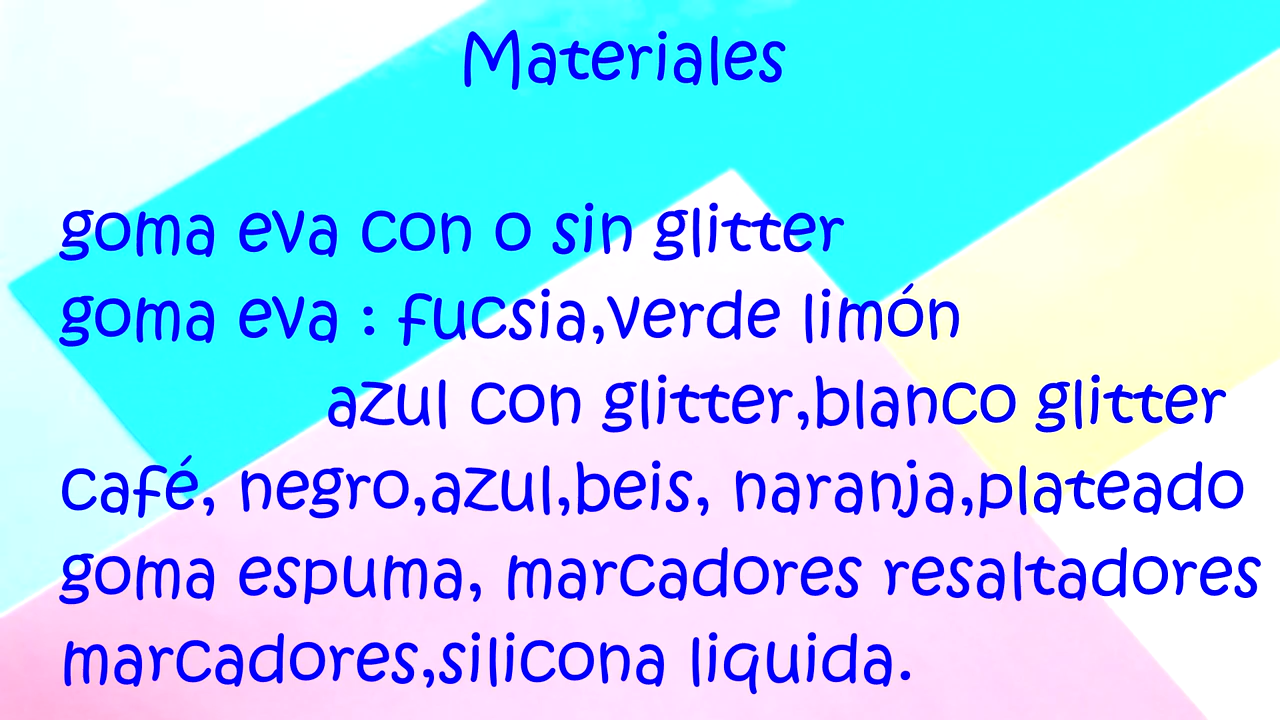 Materiales
goma eva con o sin glitter
goma eva : fucsia,verde limón
azul con glitter,blanco glitter
café, negro,azul,beis, naranja,plateado
goma espuma, marcadores resaltadores
marcadores,silicona liquida.